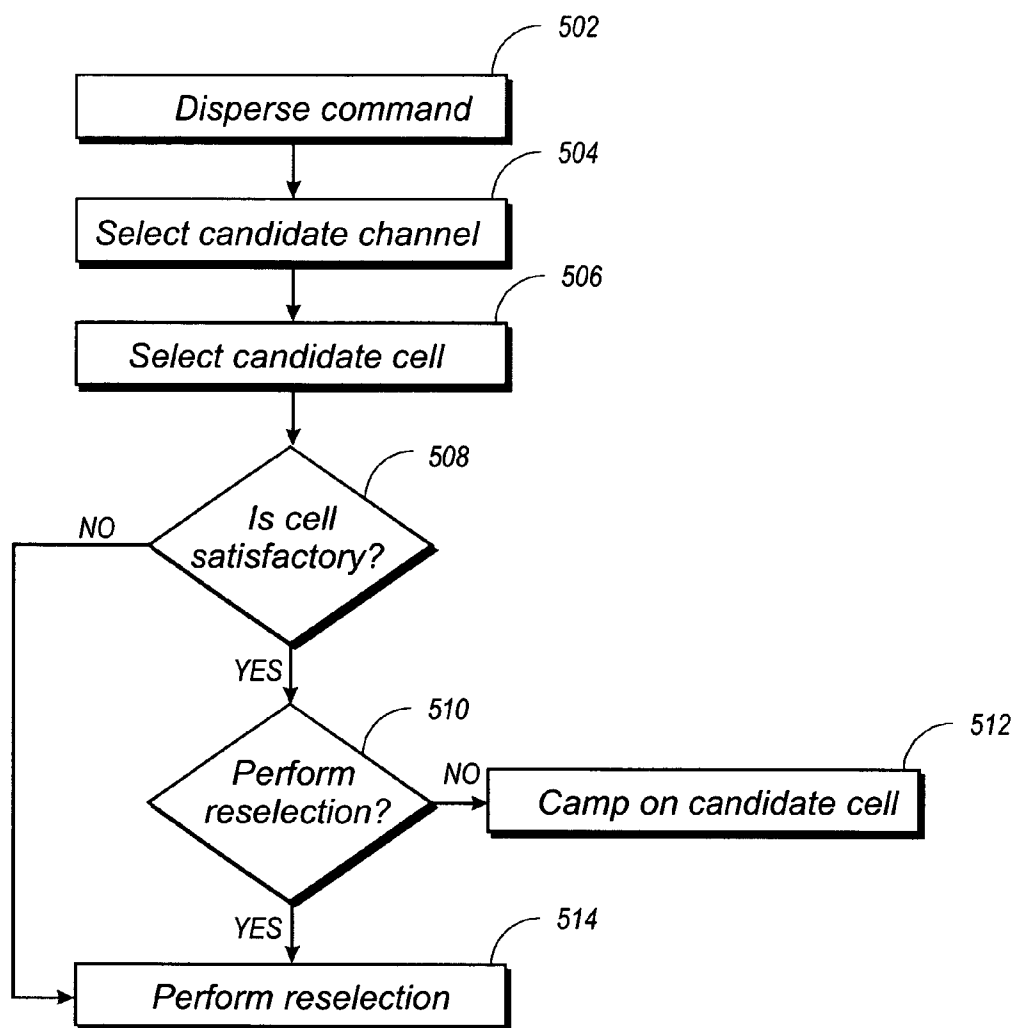 502
Disperse command
504
Select candidate channel
506
Select candidate cell
508
Is cell
satisfactory?
NO
YES
510
Perform
reselection?
NO
512
Camp on candidate cell
YES
514
Perform reselection